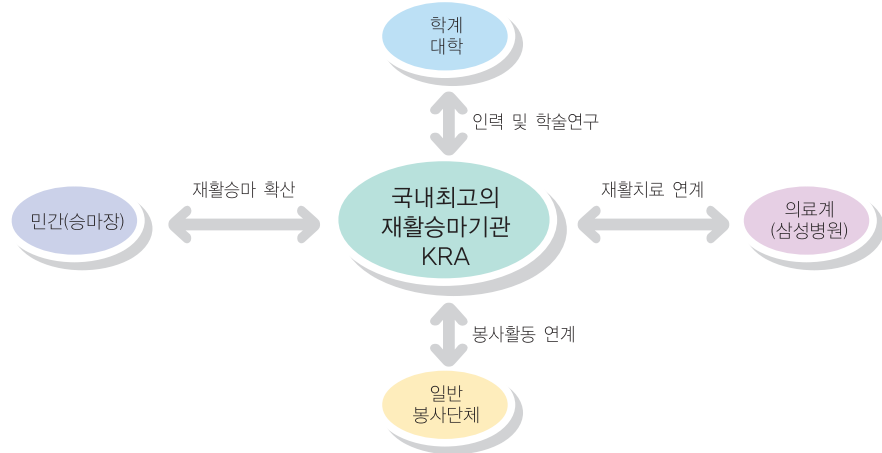 학계
대학
인력 및 학술연구
민간(승마장)
재활승마 확산
국내최고의
재활승마기관
KRA
재활치료 연계
의료계
(삼성병원)
봉사활동 연계
일반
봉사단체